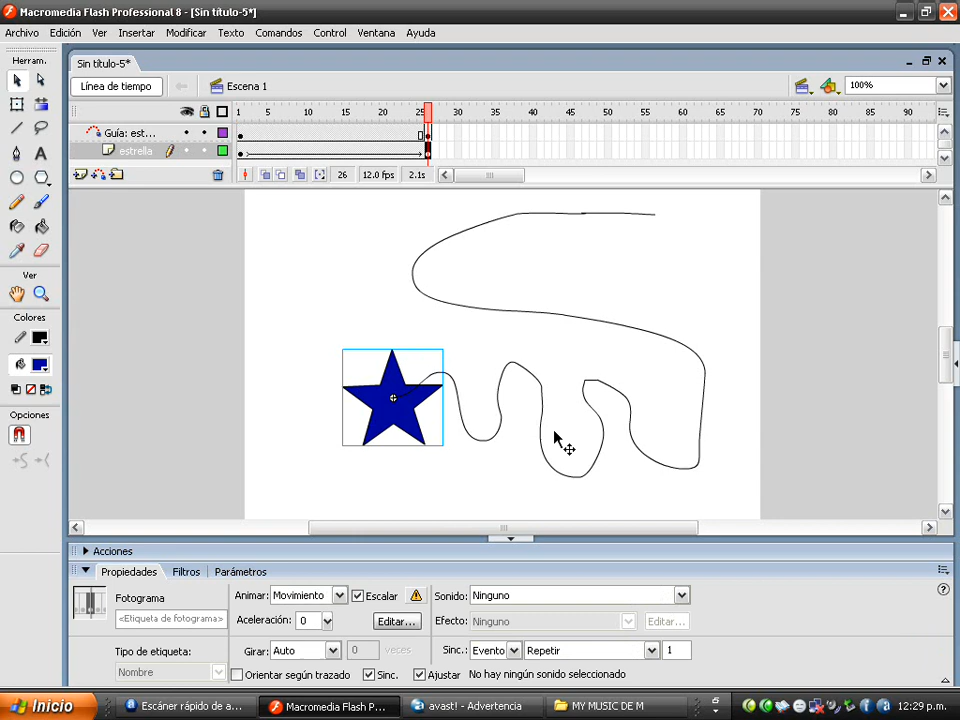 Macromedia Flash Professional 8 - [Sin título-5*]
Archivo Edición Ver Insertar Modificar Texto Comandos Control Ventana Ayuda
Herram.
Sin título-5*
Línea de tiempo Escena 1 100%
1 5 10 15 20 25 30 35 40 45 50 55 60 65 70 75 80 85 90
Guía: est...
estrella
26 12.0 fps 2.1s
Ver
Colores
Opciones
Acciones
Propiedades Filtros Parámetros
Fotograma
<Etiqueta de fotograma>
Tipo de etiqueta:
Nombre
Animar: Movimiento Escalar Sonido: Ninguno
Aceleración: 0 Editar... Efecto: Ninguno Editar...
Girar: Auto 0 veces Sinc.: Evento Repetir 1
Orientar según trazado Sinc. Ajustar No hay ningún sonido seleccionado
Inicio Escáner rápido de a... Macromedia Flash P... avast! - Advertencia MY MUSIC DE M 12:29 p.m.